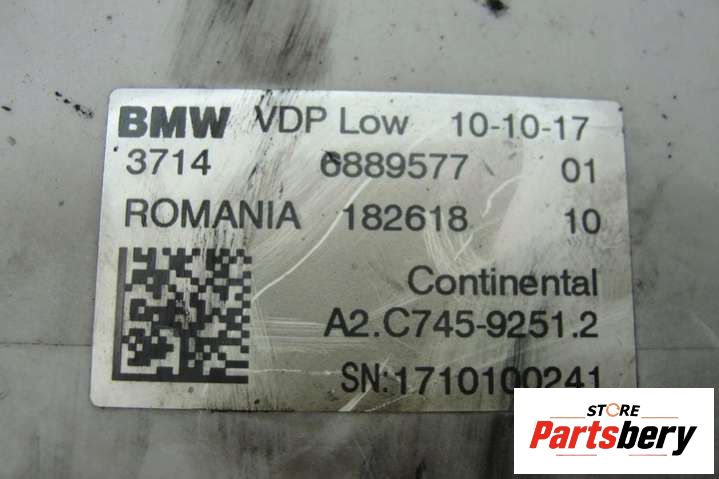 BMW VDP Low 10-10-17
3714 6889577 01
ROMANIA 182618 10
Continental
A2.C745-9251.2
SN:1710100241
STORE
Partsbery